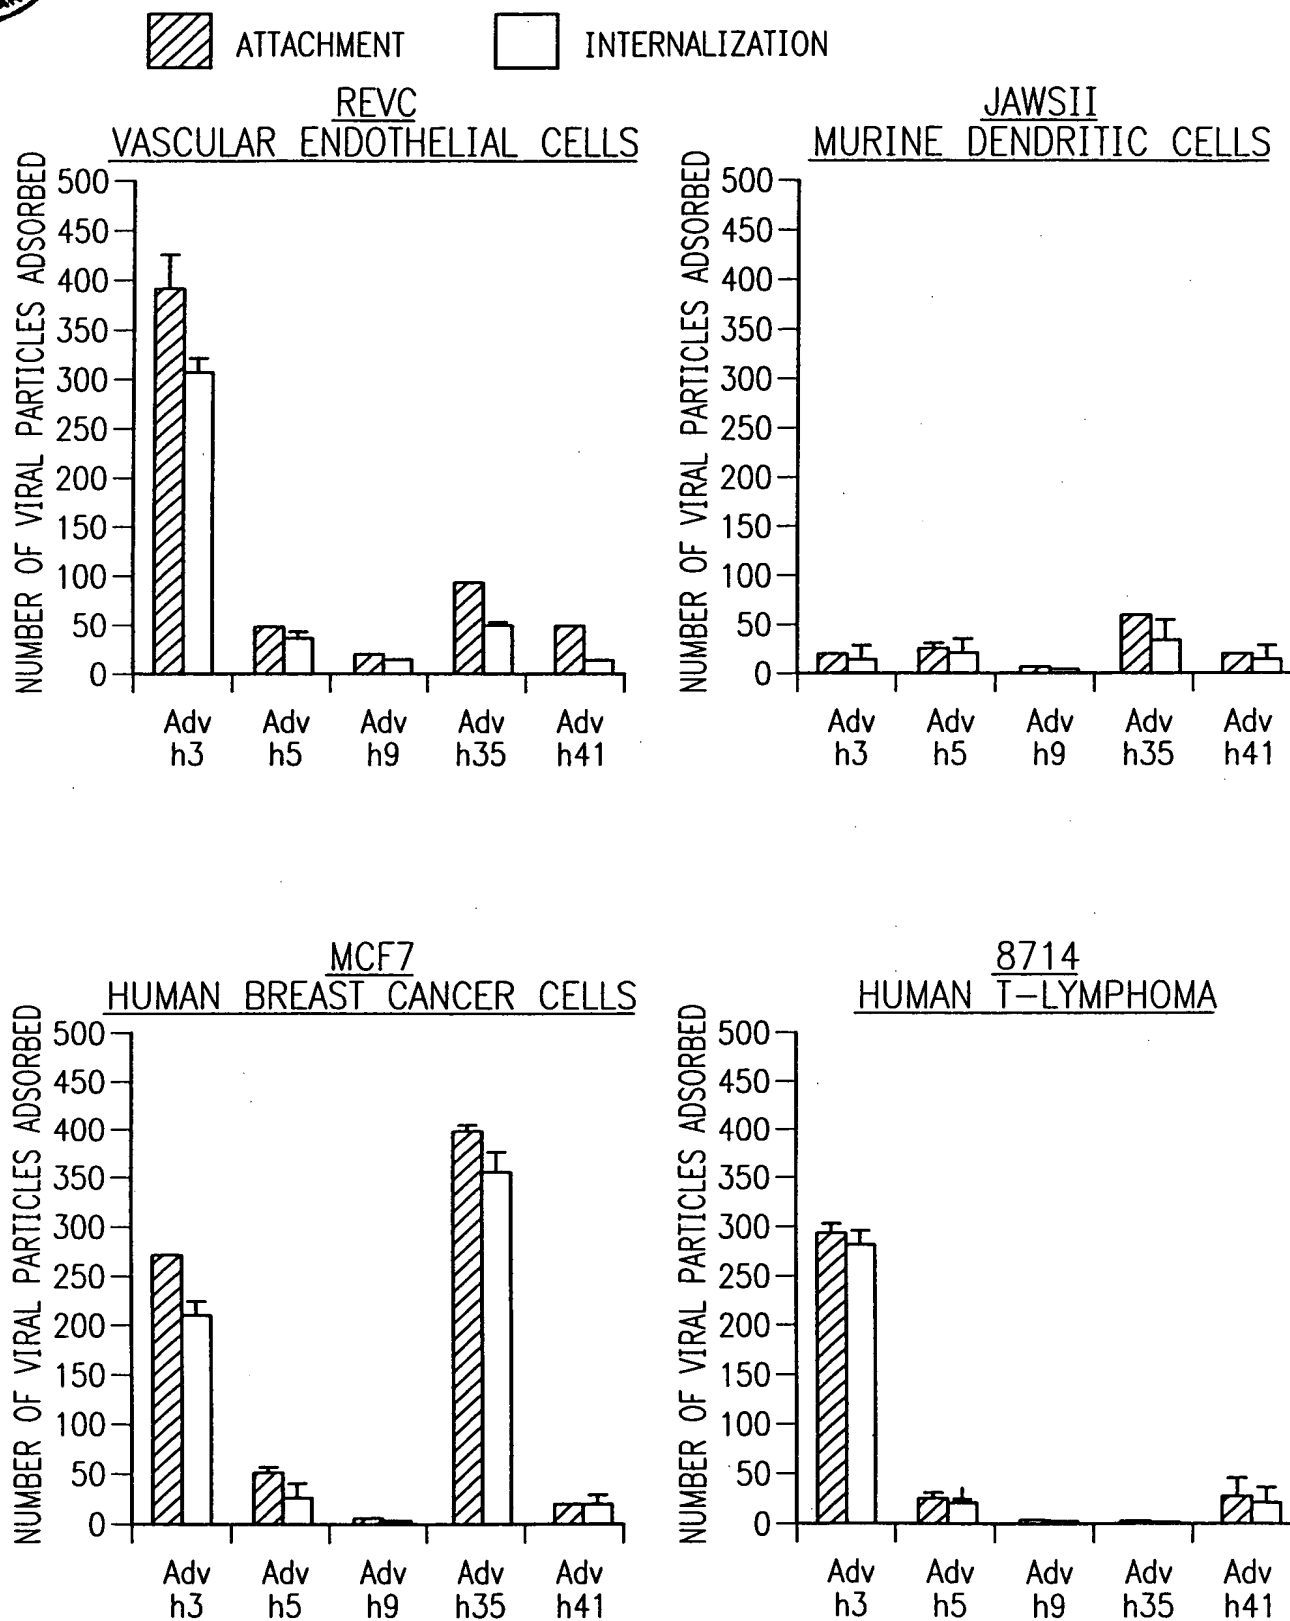 ATTACHMENT INTERNALIZATION
REVC
VASCULAR ENDOTHELIAL CELLS
NUMBER OF VIRAL PARTICLES ADSORBED
500
450
400
350
300
250
200
150
100
50
0
Adv Adv Adv Adv Adv
h3 h5 h9 h35 h41
JAWSII
MURINE DENDRITIC CELLS
NUMBER OF VIRAL PARTICLES ADSORBED
500
450
400
350
300
250
200
150
100
50
0
Adv Adv Adv Adv Adv
h3 h5 h9 h35 h41
MCF7
HUMAN BREAST CANCER CELLS
NUMBER OF VIRAL PARTICLES ADSORBED
500
450
400
350
300
250
200
150
100
50
0
Adv Adv Adv Adv Adv
h3 h5 h9 h35 h41
8714
HUMAN T-LYMPHOMA
NUMBER OF VIRAL PARTICLES ADSORBED
500
450
400
350
300
250
200
150
100
50
0
Adv Adv Adv Adv Adv
h3 h5 h9 h35 h41